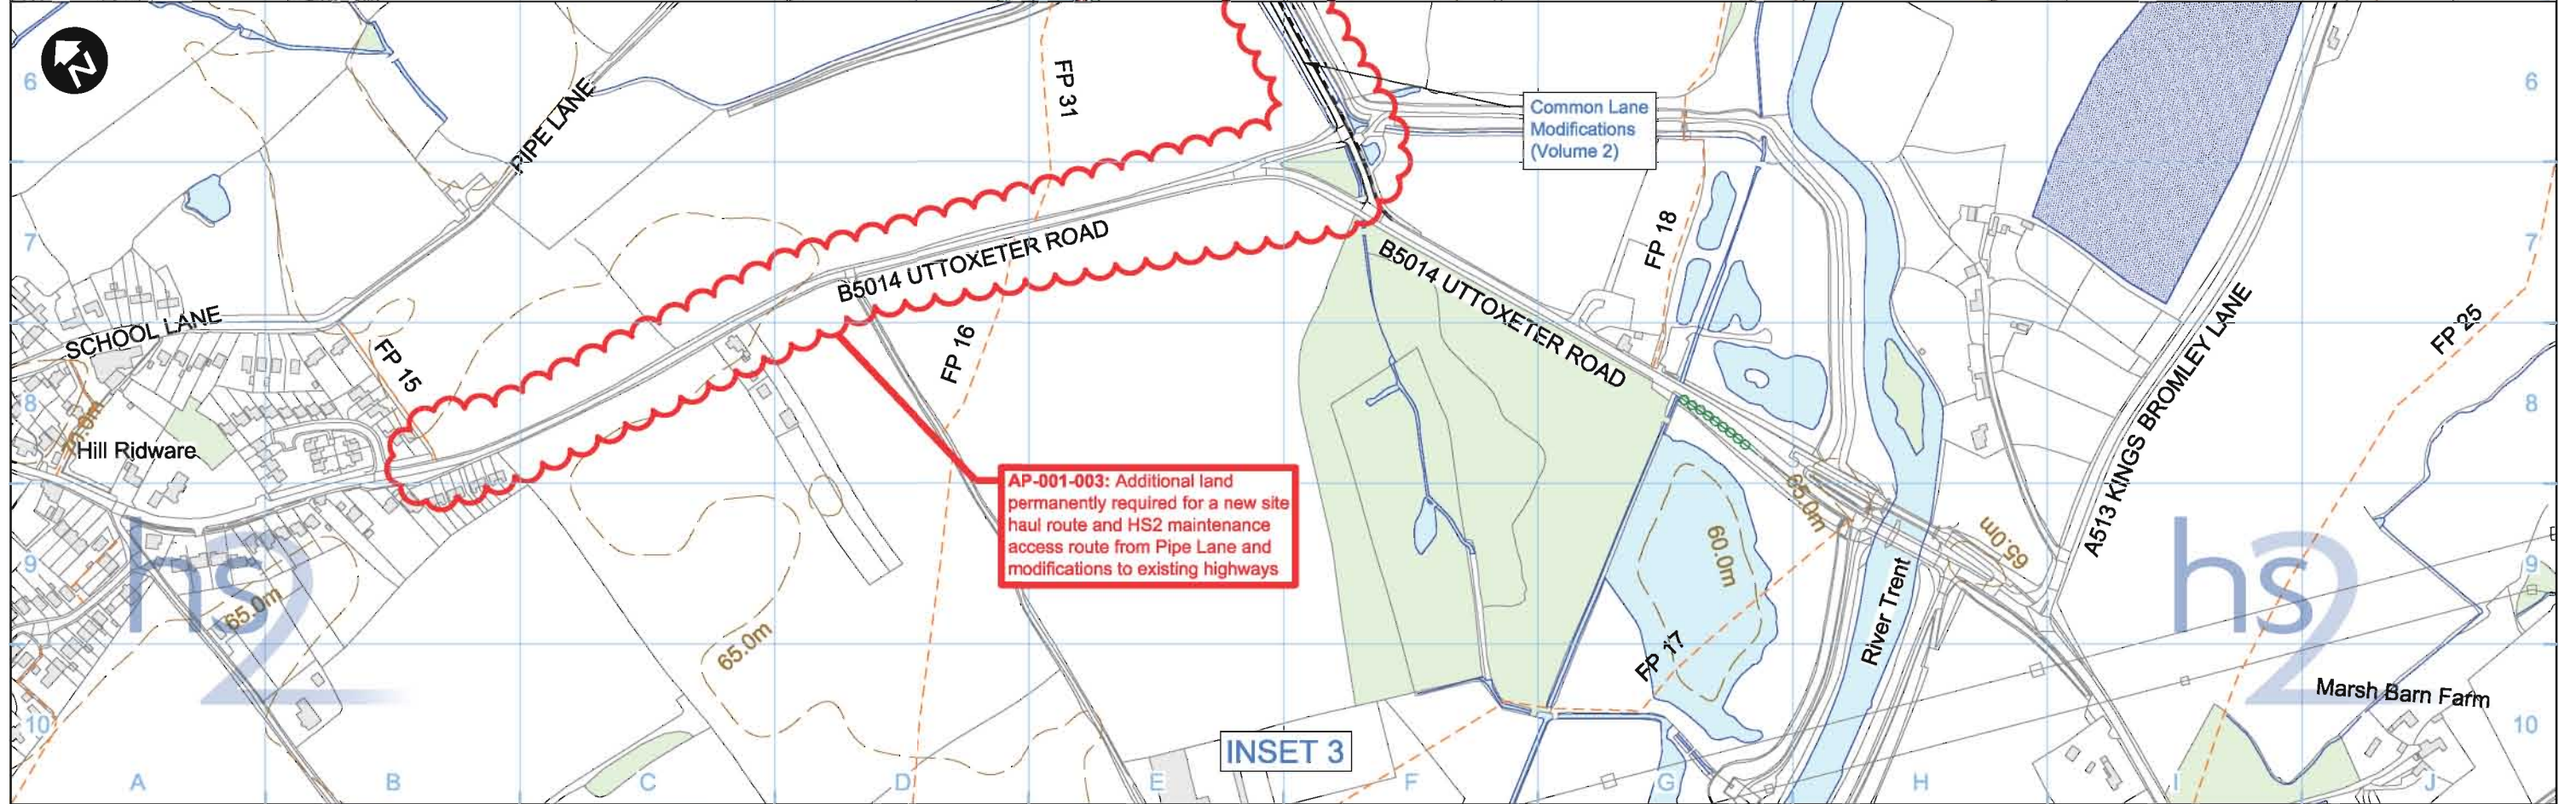 N
6
6
FP 31
PIPE LANE
Common Lane
Modifications
(Volume 2)
7
7
FP 18
B5014 UTTOXETER ROAD
B5014 UTTOXETER ROAD
SCHOOL LANE
FP 15
FP 16
FP 25
A513 KINGS BROMLEY LANE
8
8
Hill Ridware
AP-001-003: Additional land
permanently required for a new site
haul route and HS2 maintenance
access route from Pipe Lane and
modifications to existing highways
65.0m
65.0m
60.0m
9
9
hs2
hs2
65.0m
65.0m
River Trent
FP 17
Marsh Barn Farm
10
10
INSET 3
A
B
C
D
E
F
G
H
I
J